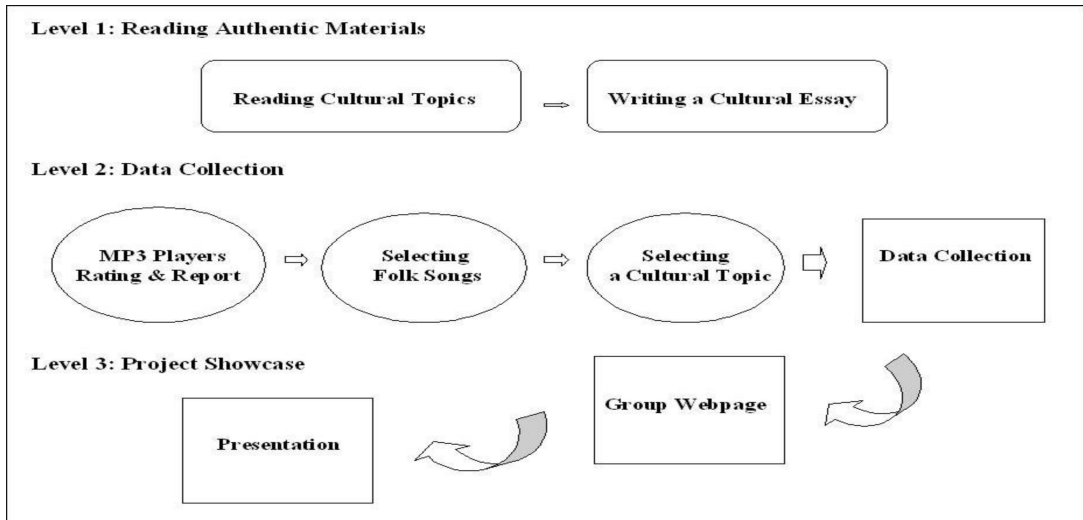 Level 1: Reading Authentic Materials
Reading Cultural Topics
Writing a Cultural Essay
Level 2: Data Collection
MP3 Players
Rating & Report
Selecting
Folk Songs
Selecting
a Cultural Topic
Data Collection
Level 3: Project Showcase
Group Webpage
Presentation